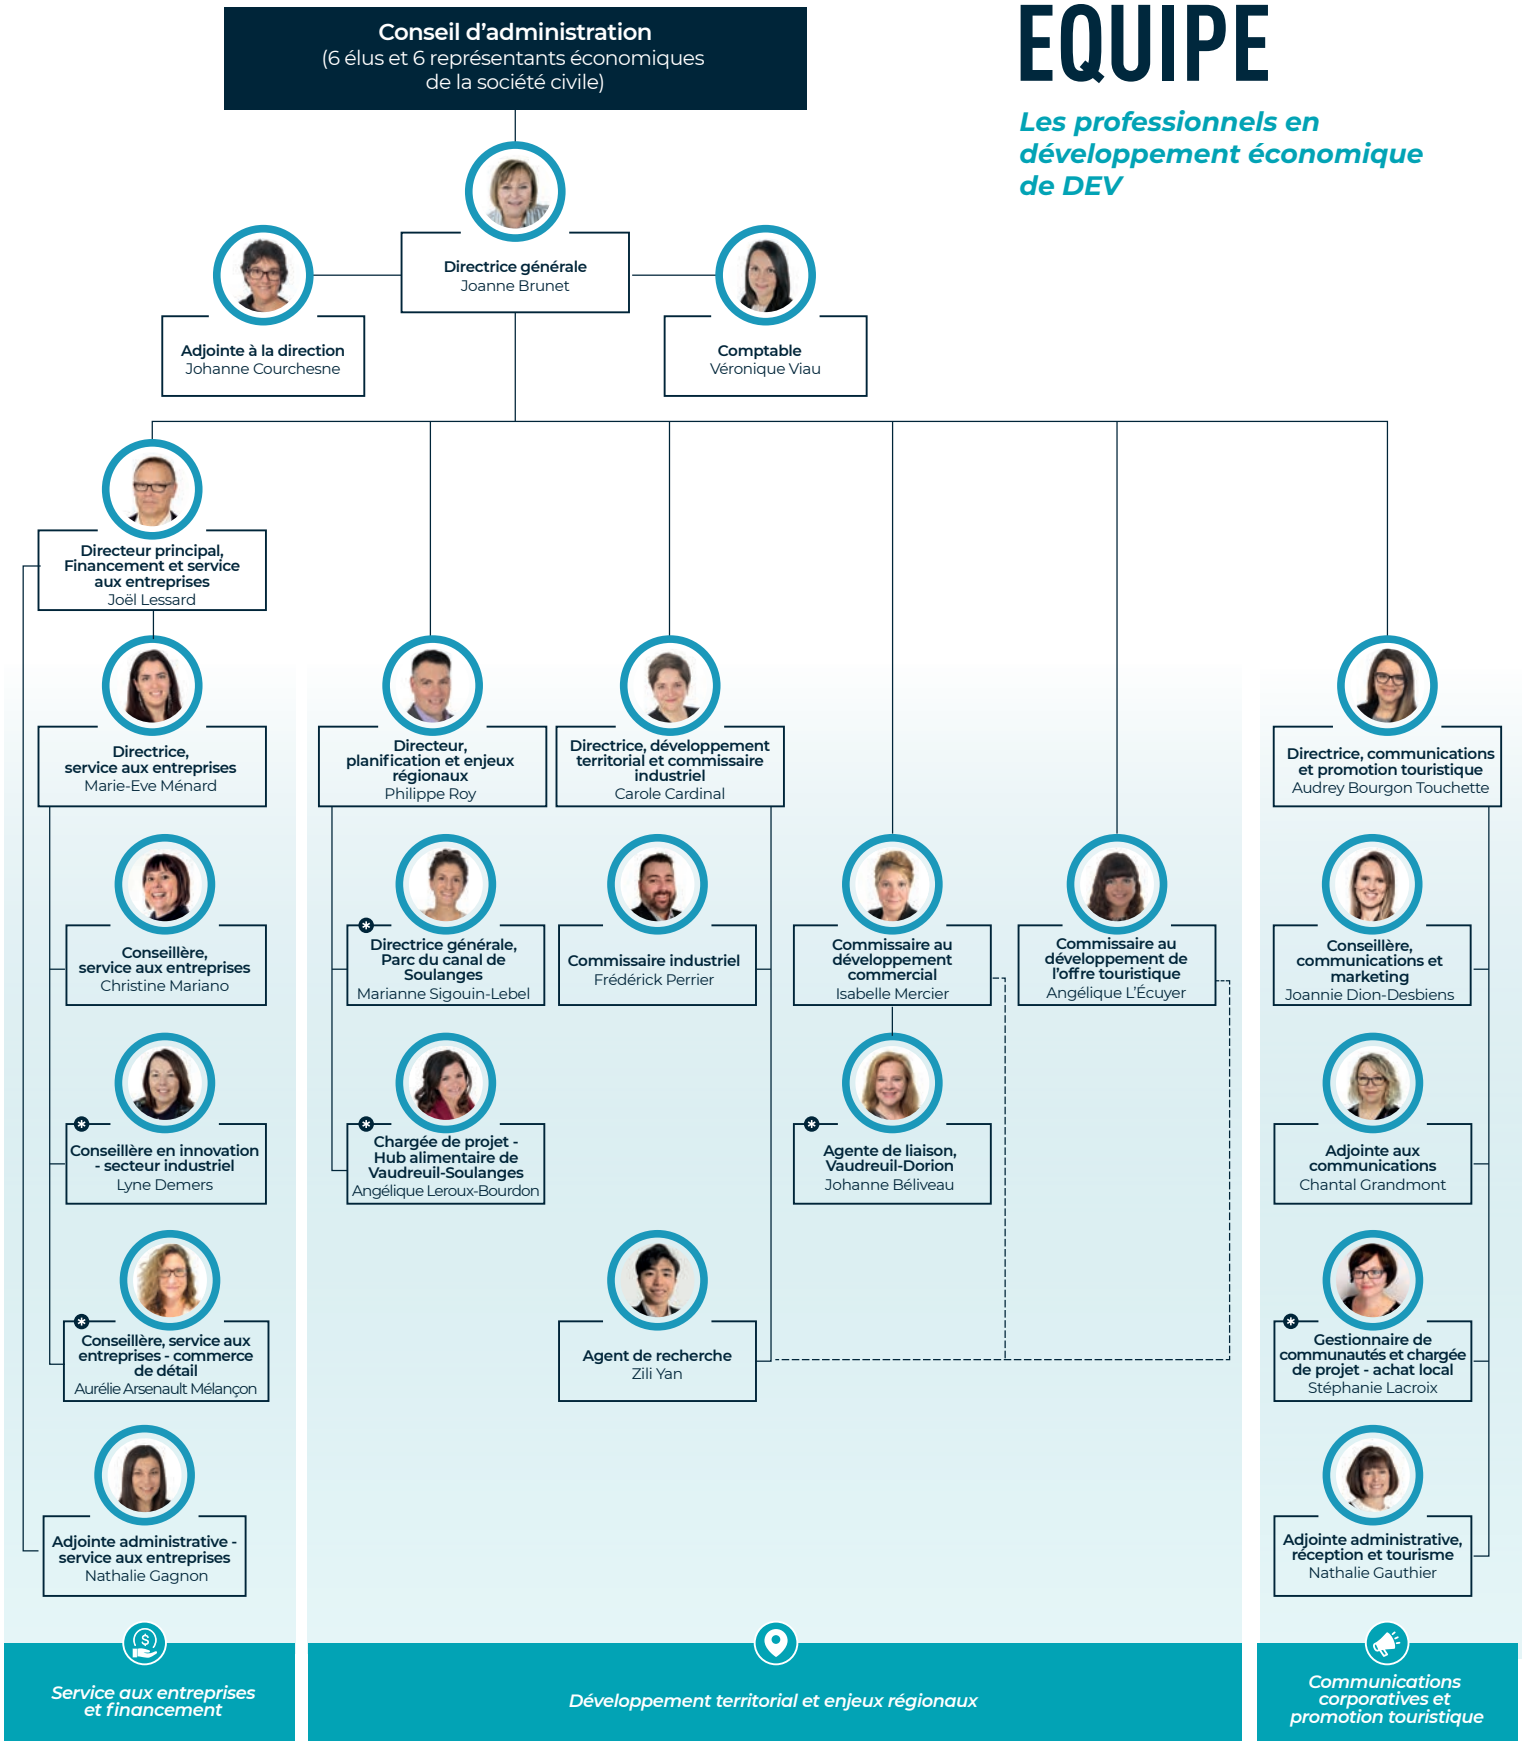 Conseil d'administration
(6 élus et 6 représentants économiques
de la société civile)
EQUIPE
Les professionnels en
développement économique
de DEV
Directrice générale
Joanne Brunet
Adjointe à la direction
Johanne Courchesne
Comptable
Véronique Viau
Directeur principal,
Financement et service
aux entreprises
Joël Lessard
Directrice,
service aux entreprises
Marie-Eve Ménard
Directeur,
planification et enjeux
régionaux
Philippe Roy
Directrice, développement
territorial et commissaire
industriel
Carole Cardinal
Directrice, communications
et promotion touristique
Audrey Bourgon Touchette
Conseillère,
service aux entreprises
Christine Mariano
*
Directrice générale,
Parc du canal de
Soulanges
Marianne Sigouin-Lebel
Commissaire industriel
Frédérick Perrier
Commissaire au
développement
commercial
Isabelle Mercier
Commissaire au
développement de
l'offre touristique
Angélique L'Écuyer
Conseillère,
communications et
marketing
Joannie Dion-Desbiens
*
Conseillère en innovation
- secteur industriel
Lyne Demers
*
Chargée de projet -
Hub alimentaire de
Vaudreuil-Soulanges
Angélique Leroux-Bourdon
*
Agente de liaison,
Vaudreuil-Dorion
Johanne Béliveau
Adjointe aux
communications
Chantal Grandmont
*
Conseillère, service aux
entreprises - commerce
de détail
Aurélie Arsenault Mélançon
Agent de recherche
Zili Yan
*
Gestionnaire de
communautés et chargée
de projet - achat local
Stéphanie Lacroix
Adjointe administrative -
service aux entreprises
Nathalie Gagnon
Adjointe administrative,
réception et tourisme
Nathalie Gauthier
$
Service aux entreprises
et financement
Développement territorial et enjeux régionaux
Communications
corporatives et
promotion touristique